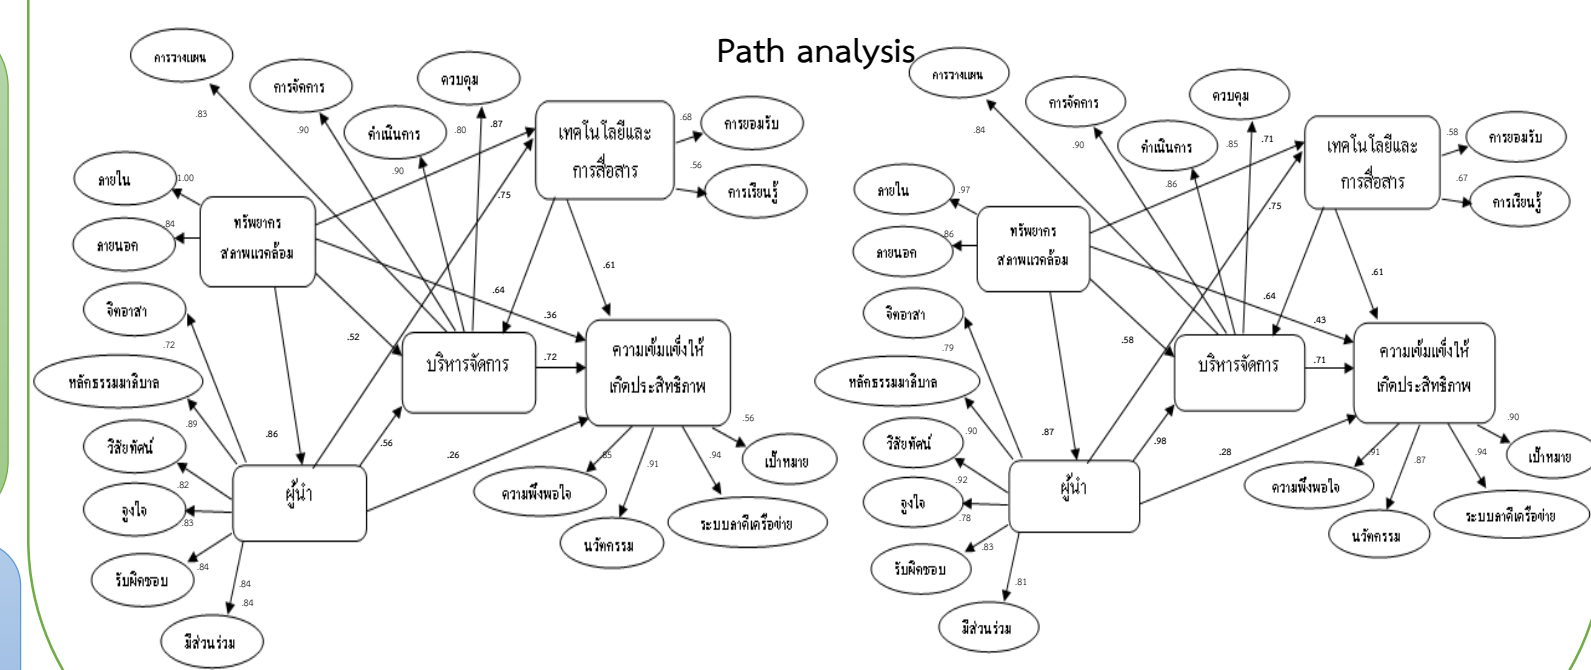 Path analysis
การวางแผน
การจัดการ
ควบคุม
ดำเนินการ
เทคโนโลยีและ
การสื่อสาร
การยอมรับ
การเรียนรู้
.83
.90
.80
.87
.90
.68
.56
.75
ภายใน
1.00
ภายนอก
.84
ทรัพยากร
สภาพแวดล้อม
จิตอาสา
.72
หลักธรรมมาภิบาล
.89
วิสัยทัศน์
.82
จูงใจ
.83
รับผิดชอบ
.84
มีส่วนร่วม
.84
.84
ผู้นำ
.86
.52
.64
.36
.61
.72
.56
.26
บริหารจัดการ
ความเข้มแข็งให้
เกิดประสิทธิภาพ
.56
เป้าหมาย
.85
ความพึงพอใจ
.91
นวัตกรรม
.94
ระบบภาคีเครือข่าย
การวางแผน
การจัดการ
ควบคุม
ดำเนินการ
เทคโนโลยีและ
การสื่อสาร
การยอมรับ
การเรียนรู้
.84
.90
.85
.71
.86
.58
.67
.75
ภายใน
.97
ภายนอก
.86
ทรัพยากร
สภาพแวดล้อม
จิตอาสา
.79
หลักธรรมมาภิบาล
.90
วิสัยทัศน์
.92
จูงใจ
.78
รับผิดชอบ
.83
มีส่วนร่วม
.81
ผู้นำ
.87
.58
.64
.43
.61
.71
.98
.28
บริหารจัดการ
ความเข้มแข็งให้
เกิดประสิทธิภาพ
.90
เป้าหมาย
.91
ความพึงพอใจ
.87
นวัตกรรม
.94
ระบบภาคีเครือข่าย